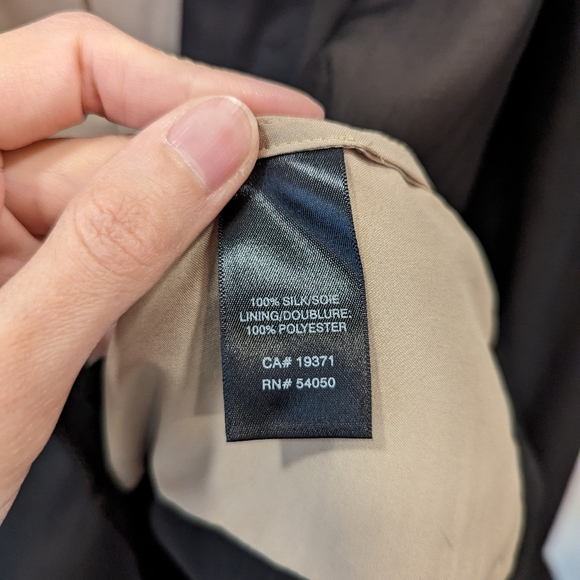 100% SILK/SOIE
LINING/DOUBLURE:
100% POLYESTER
CA# 19371
RN# 54050